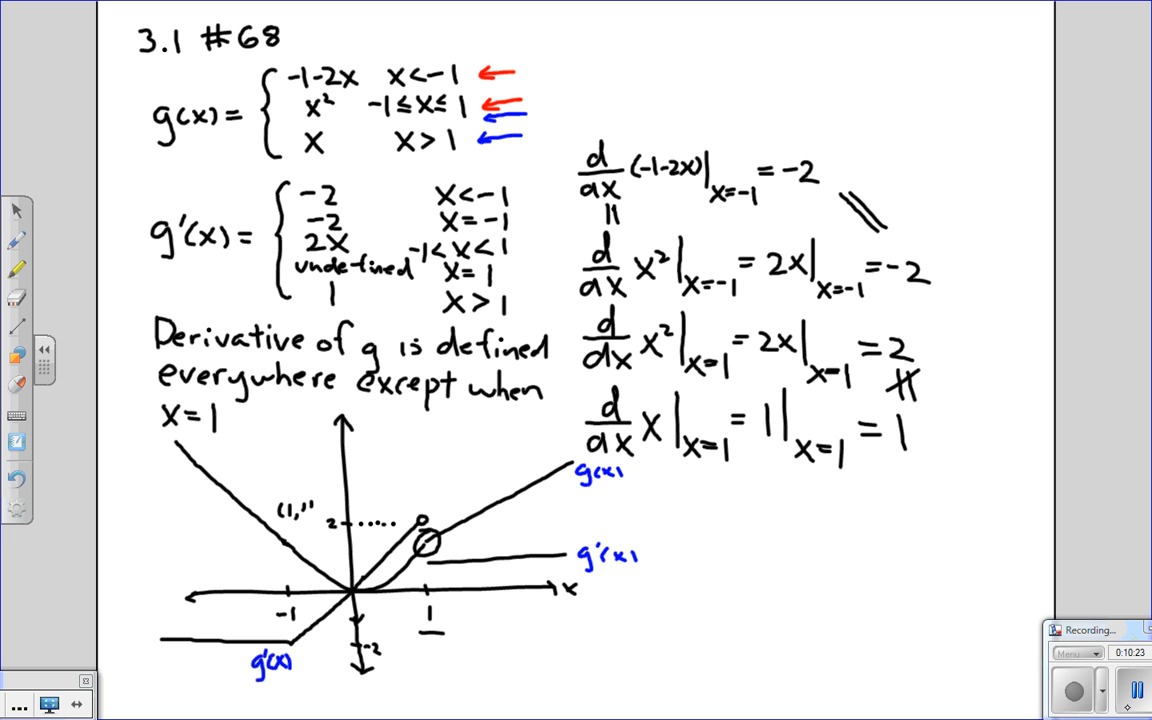 3.1 #68
g(x) = { -1-2x x<-1
x² -1≤x≤1
x x>1
g'(x) = { -2 x<-1
-2 x=-1
2x -1<x<1
undefined x=1
1 x>1
Derivative of g is defined
everywhere except when
x=1
d/dx (-1-2x)|x=-1 = -2
||
d/dx x²|x=-1 = 2x|x=-1 = -2
d/dx x²|x=1 = 2x|x=1 = 2
d/dx x|x=1 = 1|x=1 = 1
g(x)
(1,1
2
g'(x)
x
-1
1
-2
g'(x)
Recording...
Menu
0:10:23